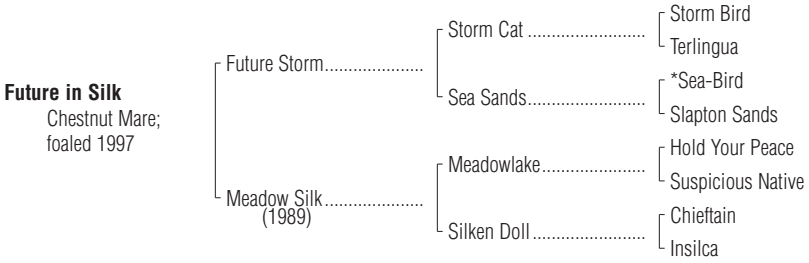 Storm Bird
Storm Cat ........................
Terlingua
Future Storm....................
*Sea-Bird
Sea Sands........................
Slapton Sands
Future in Silk
Chestnut Mare;
foaled 1997
Hold Your Peace
Meadowlake.....................
Suspicious Native
Meadow Silk....................
(1989)
Chieftain
Silken Doll.......................
Insilca